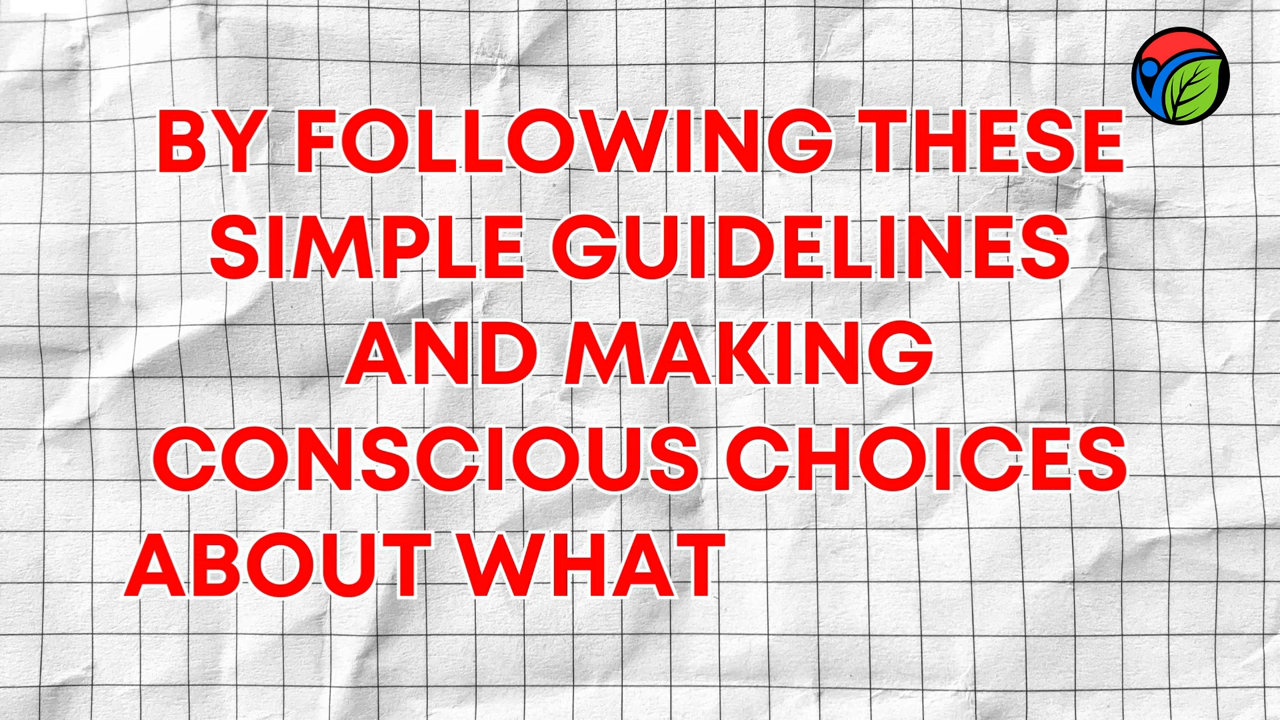 BY FOLLOWING THESE
SIMPLE GUIDELINES
AND MAKING
CONSCIOUS CHOICES
ABOUT WHAT